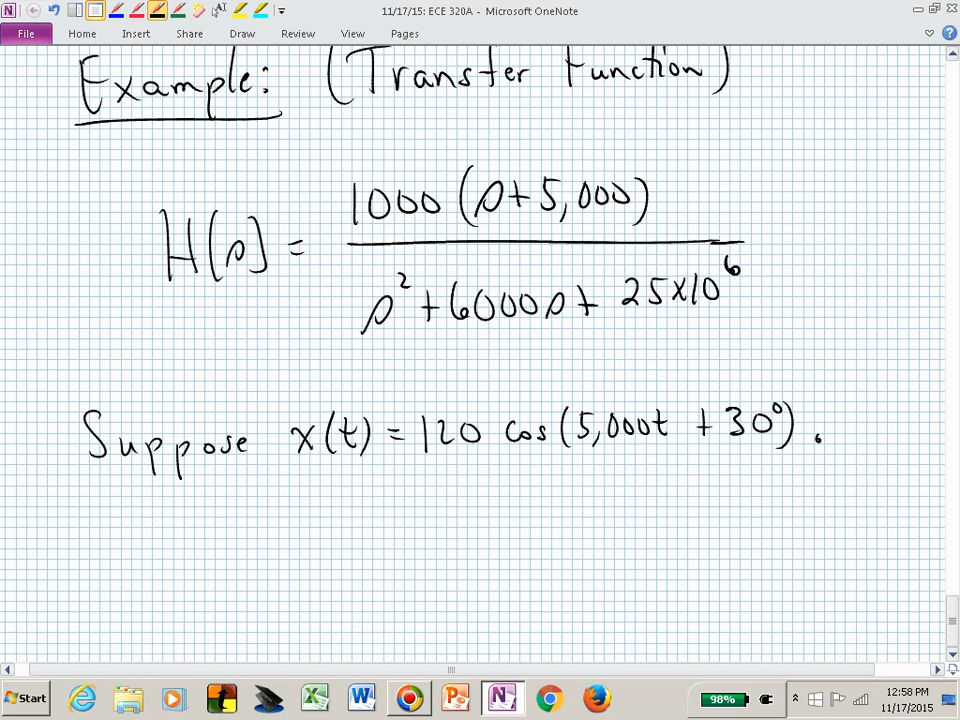 11/17/15: ECE 320A - Microsoft OneNote
File Home Insert Share Draw Review View Pages
Example: (Transfer Function)
H(s) = 1000 (s+5,000)
s² + 6000s + 25x10⁶
Suppose x(t) = 120 cos(5,000t + 30°).
Start
98%
12:58 PM
11/17/2015